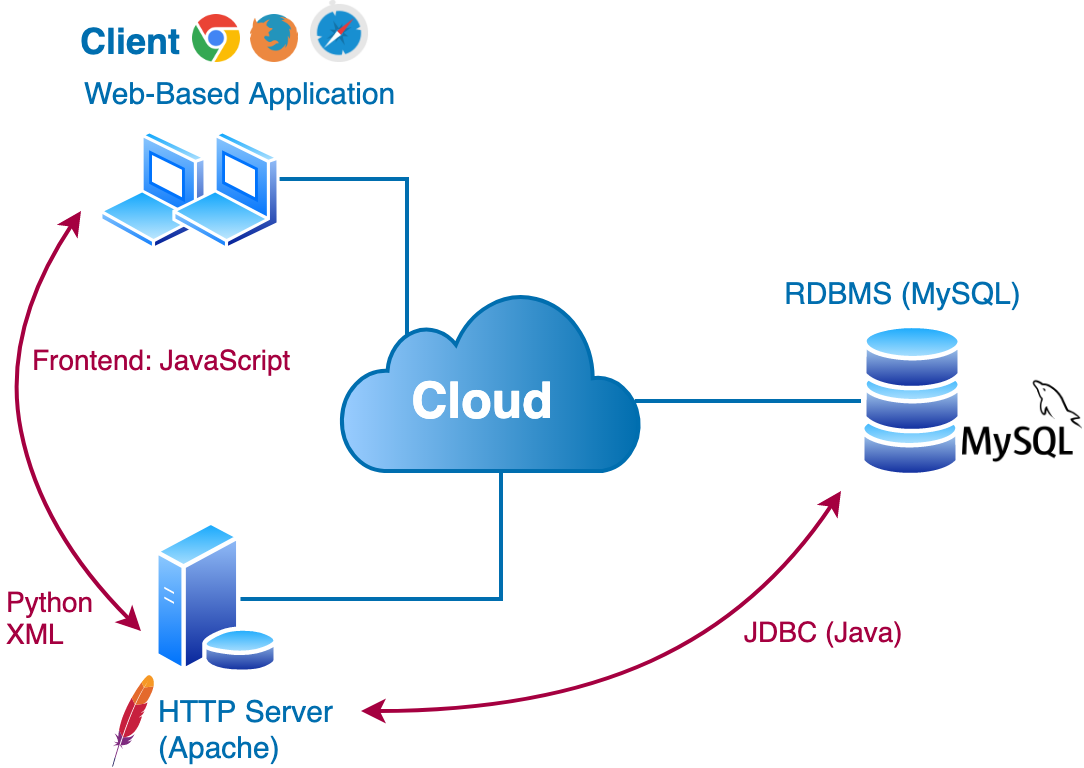 Client
Web-Based Application
RDBMS (MySQL)
Frontend: JavaScript
Cloud
MySQL
Python
XML
JDBC (Java)
HTTP Server
(Apache)